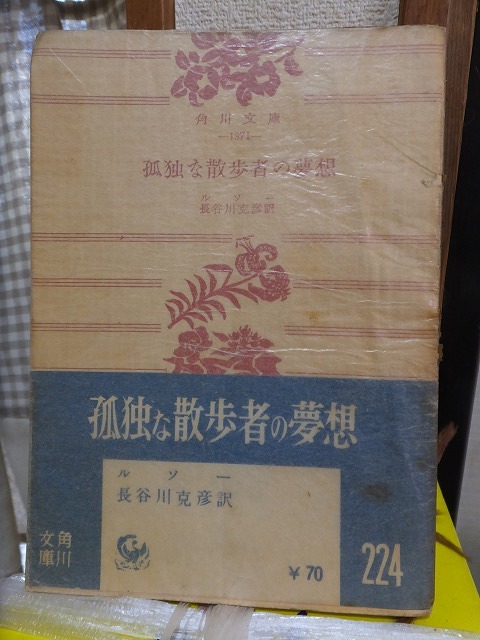 角川文庫
—1371—
孤独な散歩者の夢想
ルソー
長谷川克彦訳
孤独な散歩者の夢想
ルソー
長谷川克彦訳
角川文庫
¥70
224